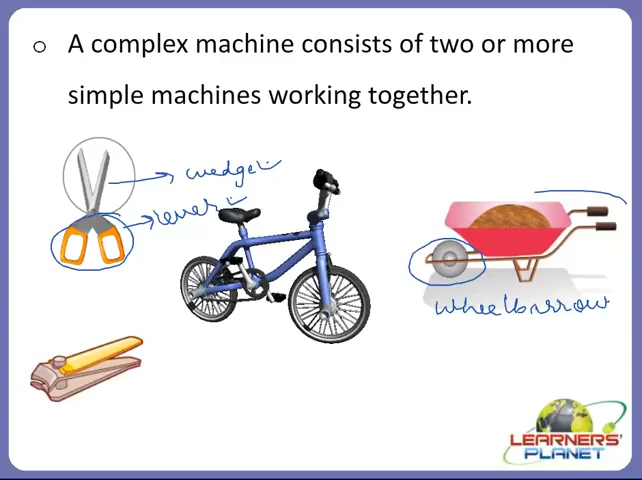 o A complex machine consists of two or more
simple machines working together.
wedge
lever
wheelbarrow
LEARNERS'
PLANET